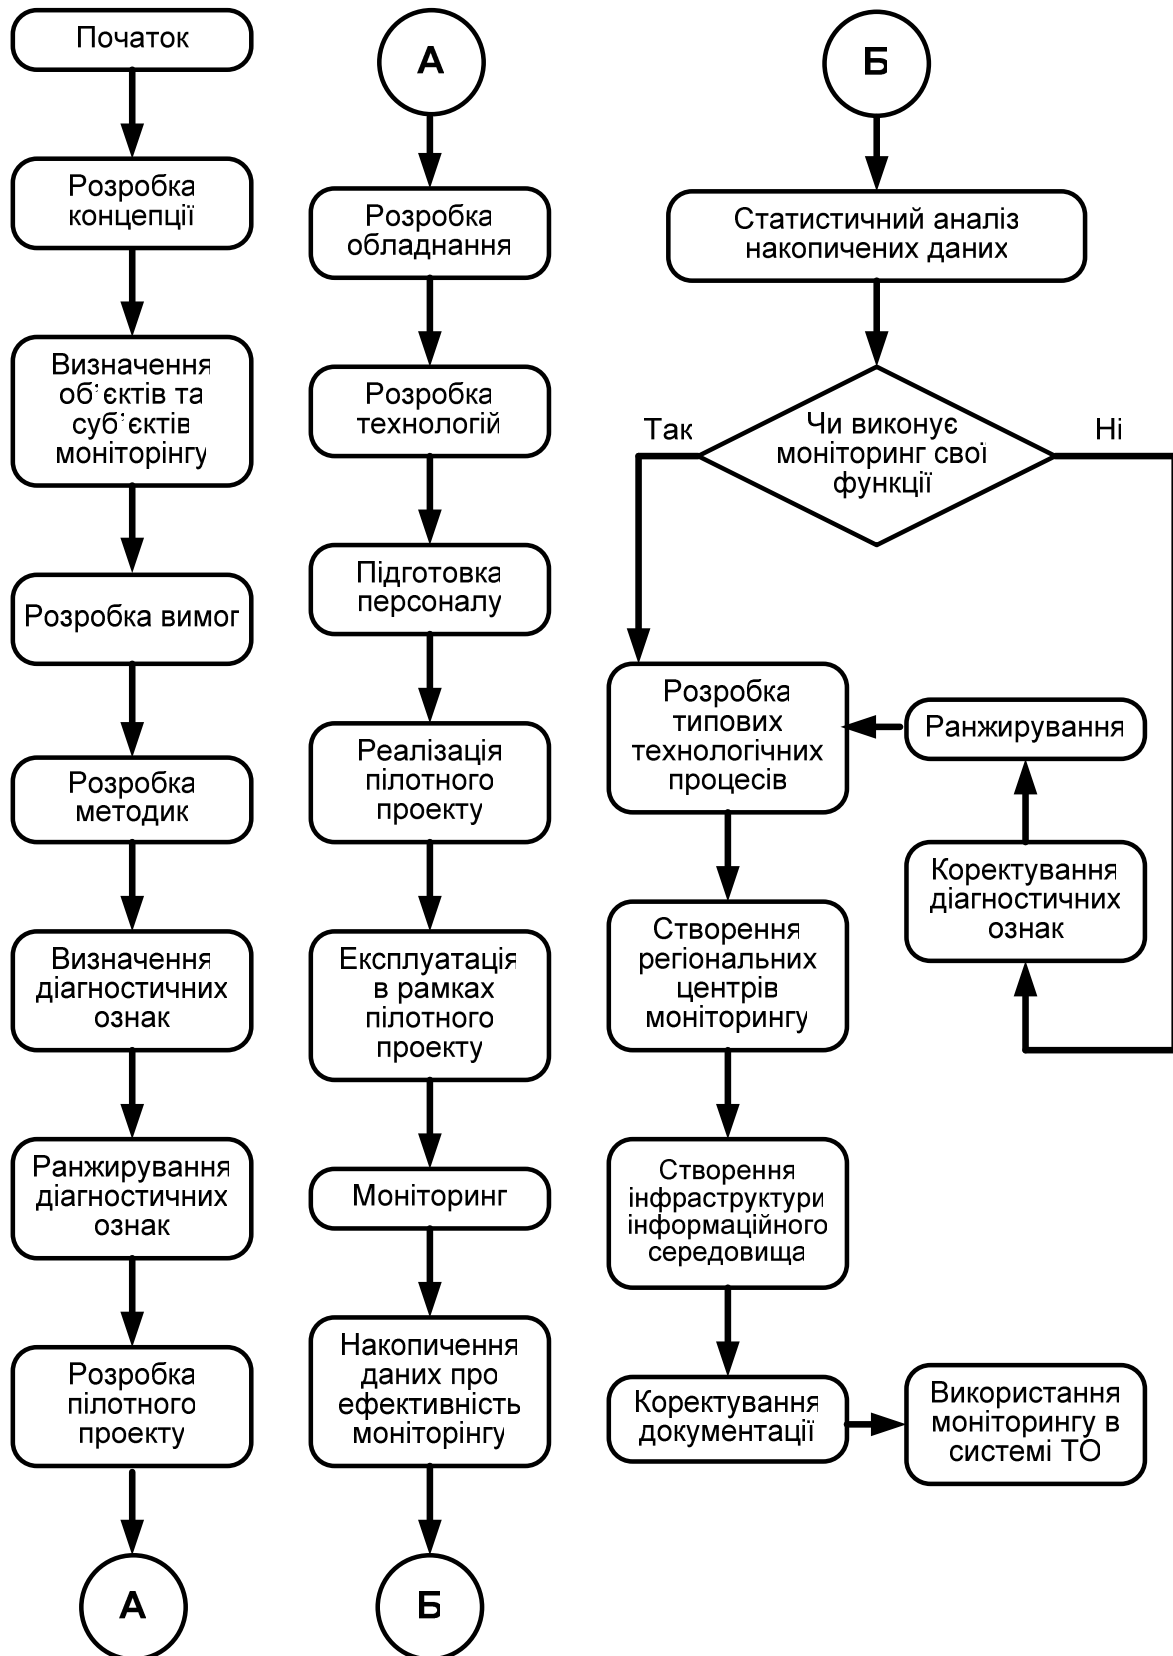 Початок
Розробка
концепції
Визначення
об'єктів та
суб'єктів
моніторінгу
Розробка вимог
Розробка
методик
Визначення
діагностичних
ознак
Ранжирування
діагностичних
ознак
Розробка
пілотного
проекту
А
А
Розробка
обладнання
Розробка
технологій
Підготовка
персоналу
Реалізація
пілотного
проекту
Експлуатація
в рамках
пілотного
проекту
Моніторинг
Накопичення
даних про
ефективність
моніторінгу
Б
Б
Статистичний аналіз
накопичених даних
Чи виконує
моніторинг свої
функції
Так
Ні
Розробка
типових
технологічних
процесів
Ранжирування
Коректування
діагностичних
ознак
Створення
регіональних
центрів
моніторингу
Створення
інфраструктури
інформаційного
середовища
Коректування
документації
Використання
моніторингу в
системі ТО